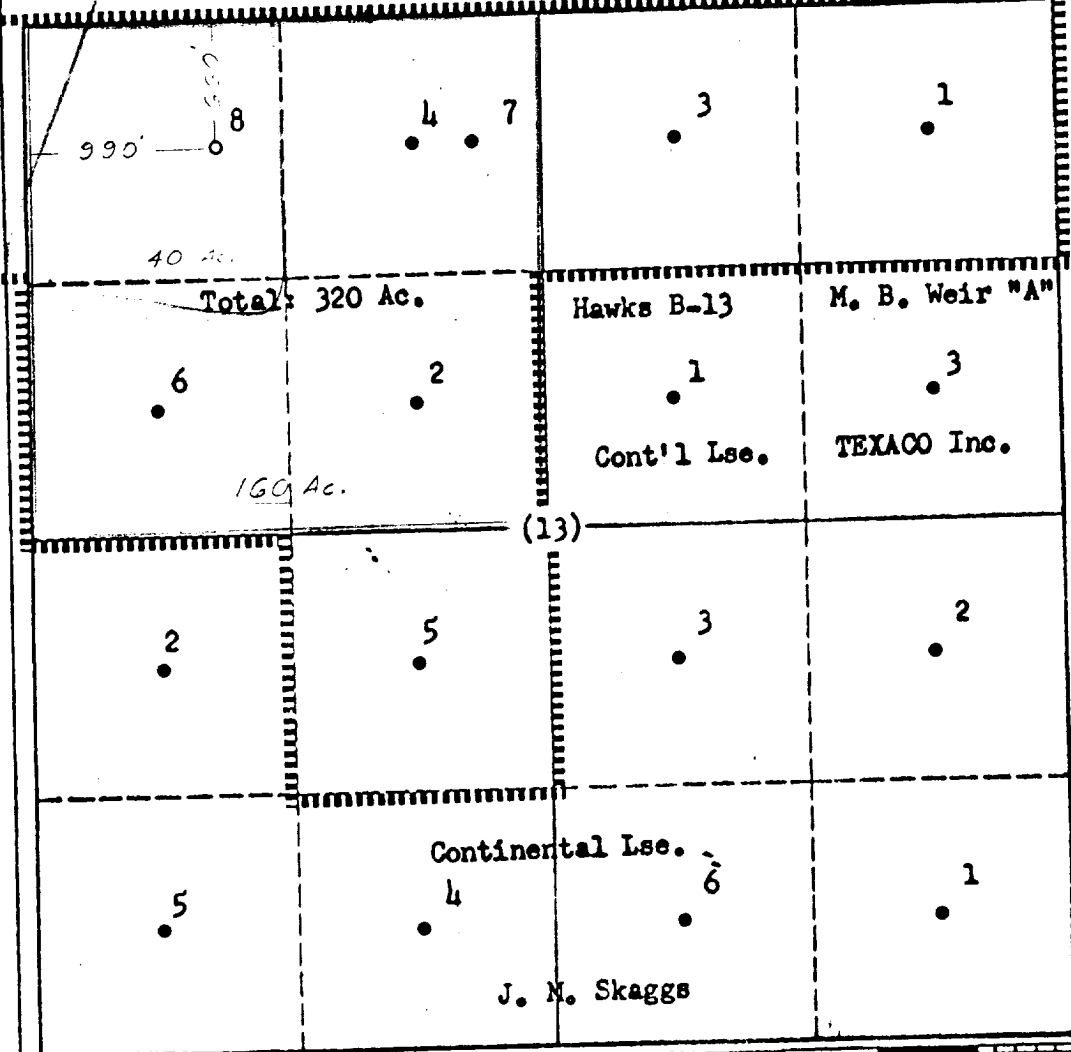 8
4 7
3
1
990'
40 Ac.
Total: 320 Ac.
Hawks B-13
M. B. Weir "A"
6
2
1
3
Cont'l Lse.
TEXACO Inc.
160 Ac.
(13)
2
5
3
2
Continental Lse.
5
4
6
1
J. M. Skaggs